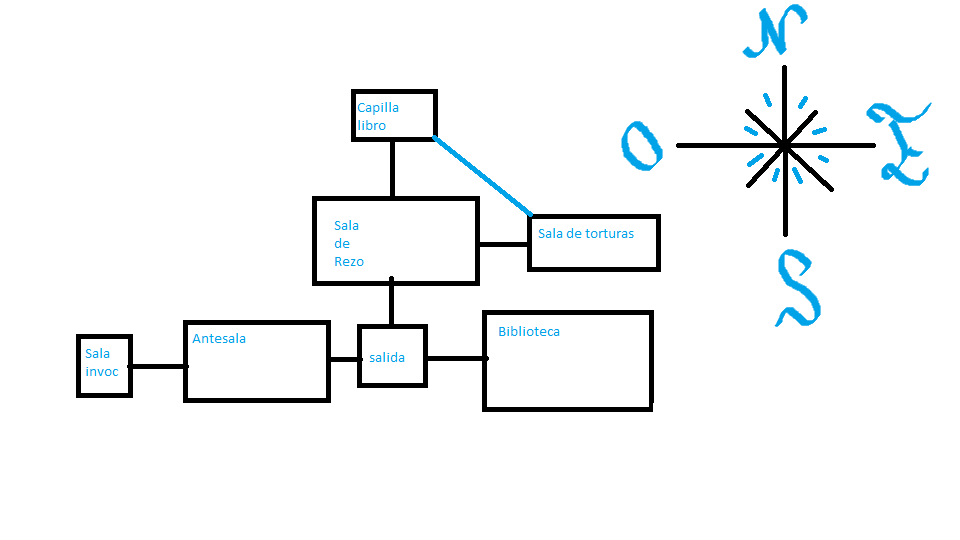 N
O
E
S
Capilla
libro
Sala
de
Rezo
Sala de torturas
Sala
invoc
Antesala
salida
Biblioteca